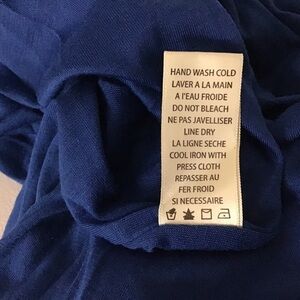 HAND WASH COLD
LAVER A LA MAIN
A l'EAU FROIDE
DO NOT BLEACH
NE PAS JAVELLISER
LINE DRY
LA LIGNE SECHE
COOL IRON WITH
PRESS CLOTH
REPASSER AU
FER FROID
SI NECESSAIRE